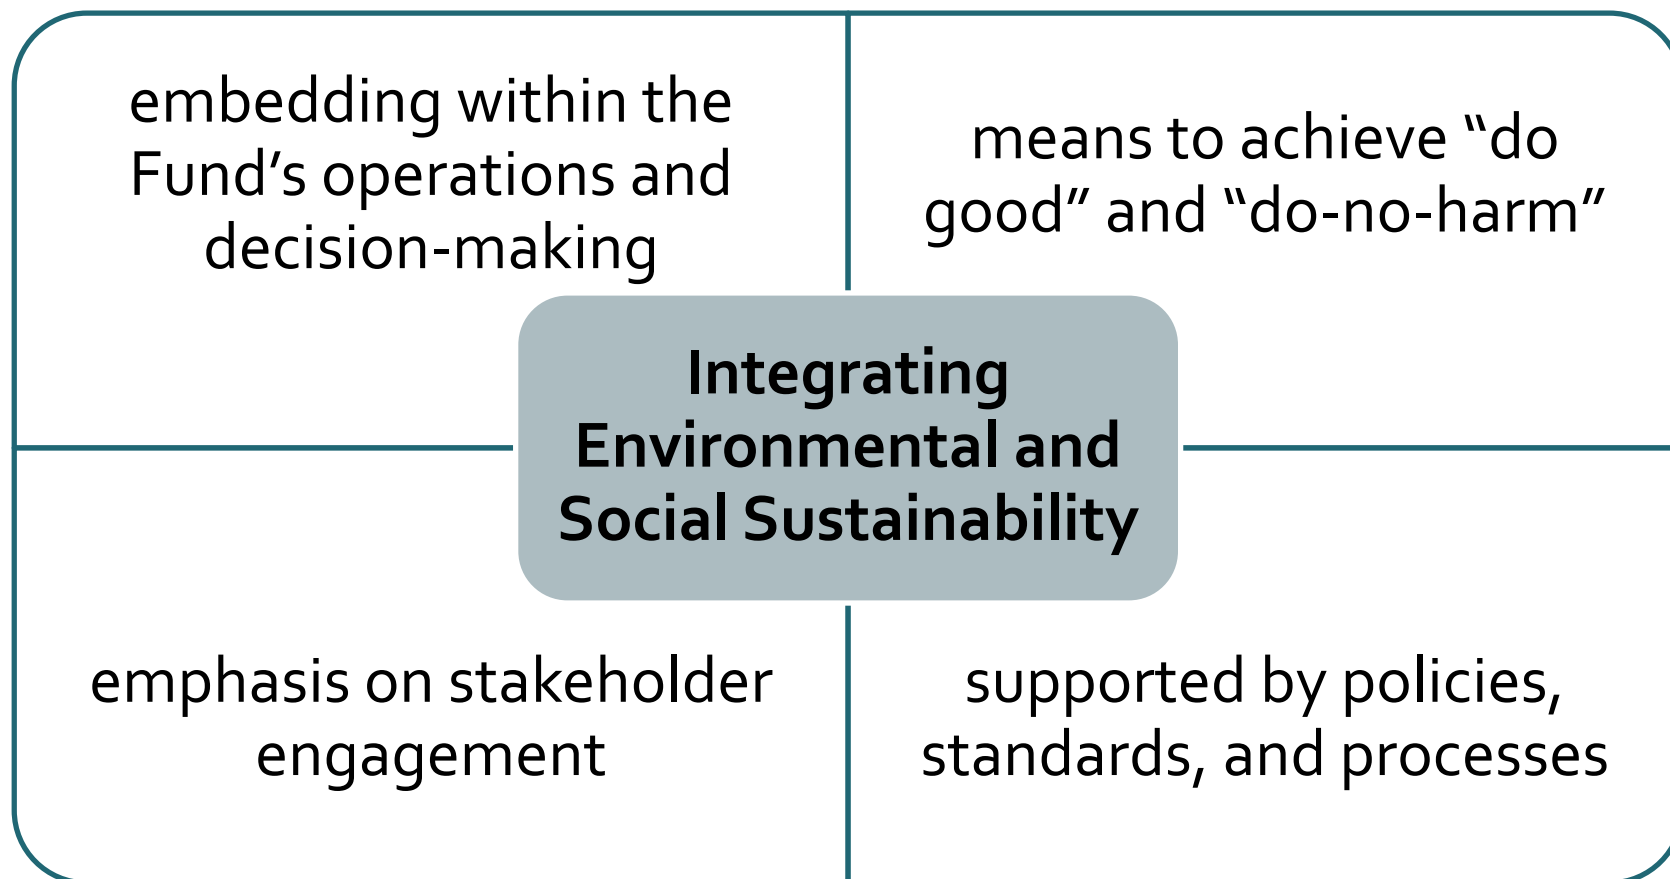 embedding within the
Fund’s operations and
decision-making
means to achieve “do
good” and “do-no-harm”
Integrating
Environmental and
Social Sustainability
emphasis on stakeholder
engagement
supported by policies,
standards, and processes